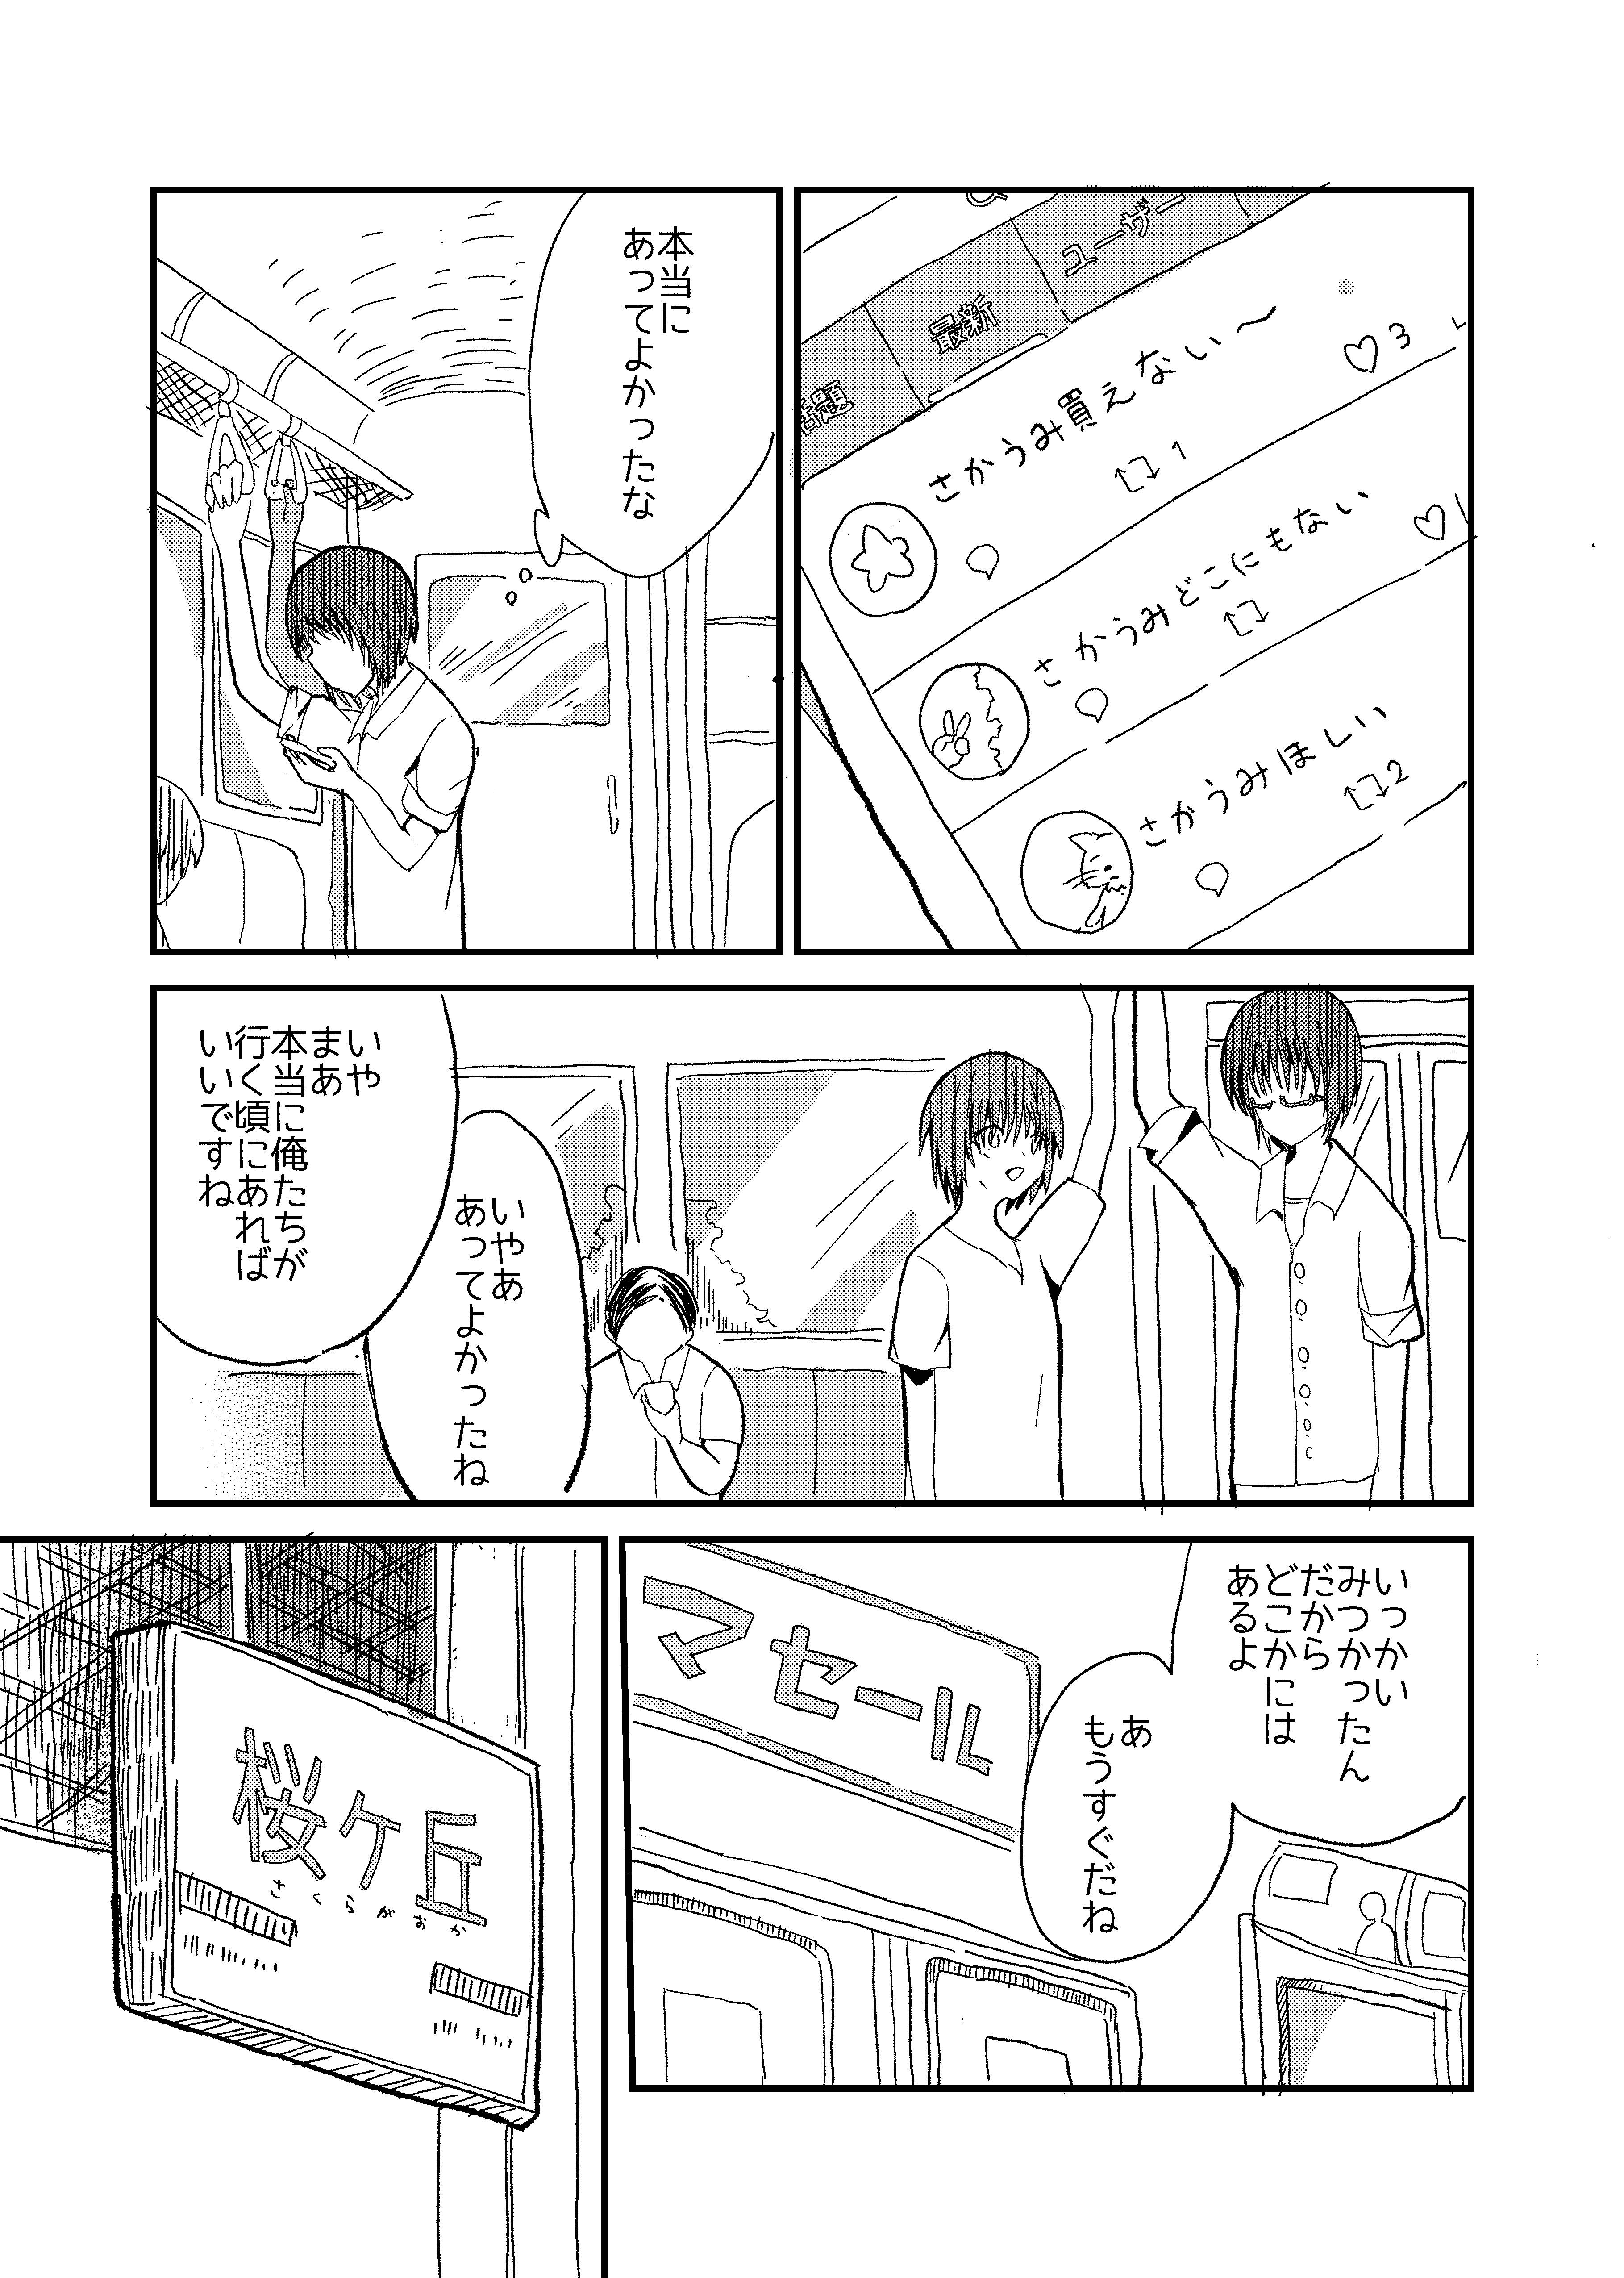 ユーザー
最新
話題
さかうみ買えない〜
1
3
さかうみどこにもない
さかうみほしい
2
本当に
あってよかったな
いやあ
あってよかったね
いや
まあ
本当に俺たちが
行く頃にあれば
いいですね
いっかい
みつかったん
だから
どこかには
あるよ
あ
もうすぐだね
マセール
桜ヶ丘
さくらがおか